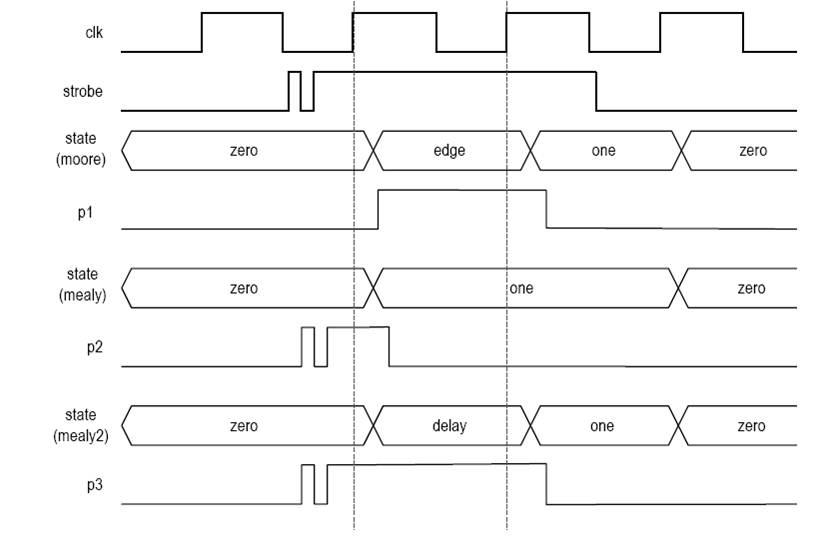 clk
strobe
state
(moore)
zero
edge
one
zero
p1
state
(mealy)
zero
one
zero
p2
state
(mealy2)
zero
delay
one
zero
p3